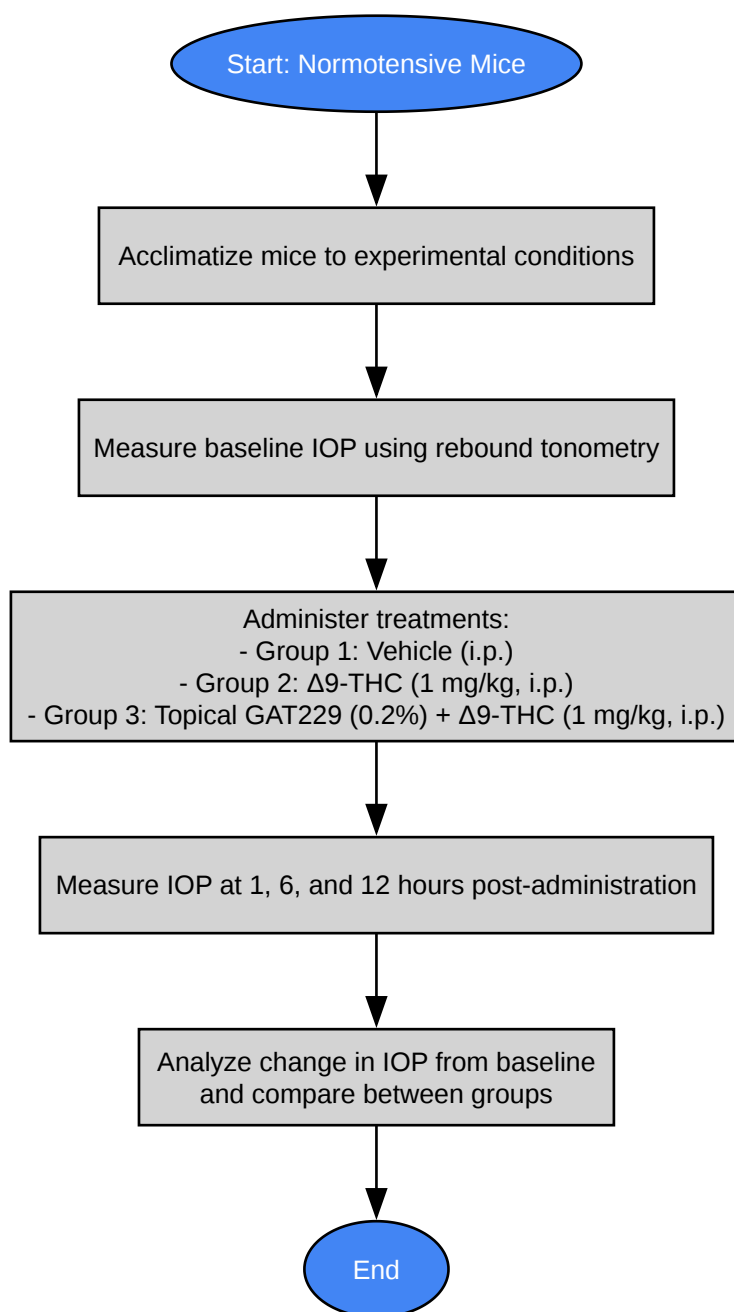 Start: Normotensive Mice
Acclimatize mice to experimental conditions
Measure baseline IOP using rebound tonometry
Administer treatments:
- Group 1: Vehicle (i.p.)
- Group 2: Δ9-THC (1 mg/kg, i.p.)
- Group 3: Topical GAT229 (0.2%) + Δ9-THC (1 mg/kg, i.p.)
Measure IOP at 1, 6, and 12 hours post-administration
Analyze change in IOP from baseline
and compare between groups
End